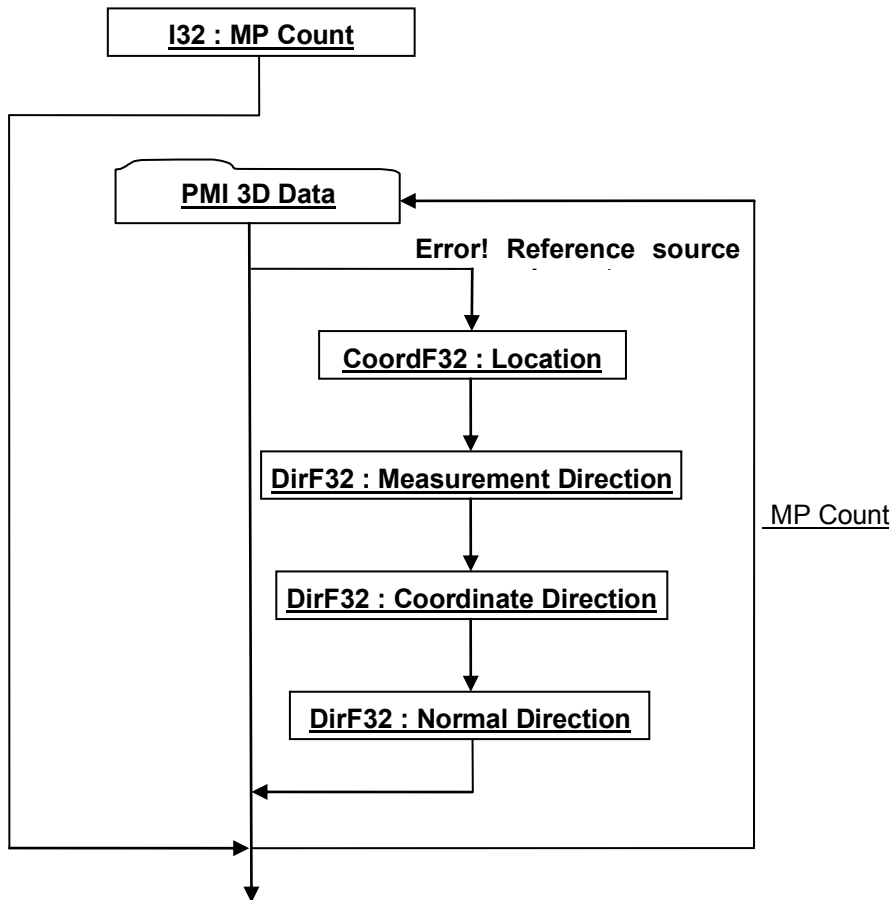 I32 : MP Count
PMI 3D Data
Error! Reference source
CoordF32 : Location
DirF32 : Measurement Direction
MP Count
DirF32 : Coordinate Direction
DirF32 : Normal Direction